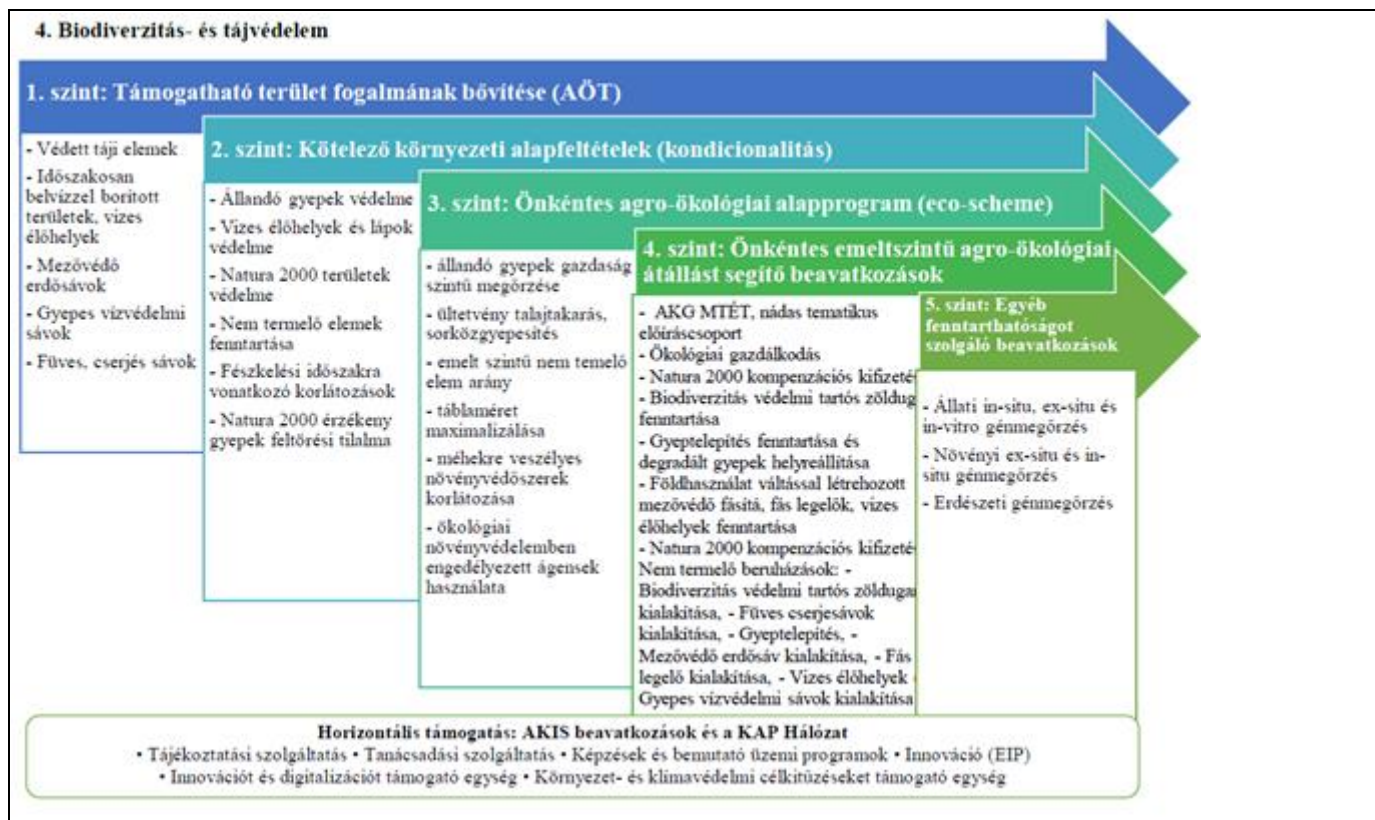 4. Biodiverzitás- és tájvédelem
1. szint: Támogatható terület fogalmának bővítése (AÖT)
- Védett táji elemek
- Időszakosan
belvízzel borított
területek, vizes
élőhelyek
- Mezővédő
erdősávok
- Gyepes vízvédelmi
sávok
- Füves, cserjés sávok
2. szint: Kötelező környezeti alapfeltételek (kondicionalitás)
- Állandó gyepek védelme
- Vizes élőhelyek és lápok
védelme
- Natura 2000 területek
védelme
- Nem termelő elemek
fenntartása
- Fészkelési időszakra
vonatkozó korlátozások
- Natura 2000 érzékeny
gyepek feltörési tilalma
3. szint: Önkéntes agro-ökológiai alapprogram (eco-scheme)
- állandó gyepek gazdaság
szintű megőrzése
- ültetvény talajtakarás,
sorközgyepesítés
- emelt szintű nem temelő
elem arány
- táblaméret
maximalizálása
- méhekre veszélyes
növényvédőszerek
korlátozása
- ökológiai
növényvédelemben
engedélyezett ágensek
használata
4. szint: Önkéntes emeltszintű agro-ökológiai
átállást segítő beavatkozások
- AKG MTÉT, nádas tematikus
előíráscsoport
- Ökológiai gazdálkodás
- Natura 2000 kompenzációs kifizeté
- Biodiverzitás védelmi tartós zöldug
fenntartása
- Gyeptelepítés fenntartása és
degradált gyepek helyreállítása
- Földhasználat váltással létrehozott
mezővédő fásítá, fás legelők, vizes
élőhelyek fenntartása
- Natura 2000 kompenzációs kifizeté
Nem termelő beruházások: -
Biodiverzitás védelmi tartós zöldugar
kialakítása, - Füves cserjesávok
kialakítása, - Gyeptelepítés, -
Mezővédő erdősáv kialakítása, - Fás
legelő kialakítása, - Vizes élőhelyek
Gyepes vízvédelmi sávok kialakítása
5. szint: Egyéb
fenntarthatóságot
szolgáló beavatkozások
- Állati in-situ, ex-situ és
in-vitro génmegőrzés
- Növényi ex-situ és in-
situ génmegőrzés
- Erdészeti génmegőrzés
Horizontális támogatás: AKIS beavatkozások és a KAP Hálózat
• Tájékoztatási szolgáltatás • Tanácsadási szolgáltatás • Képzések és bemutató üzemi programok • Innováció (EIP)
• Innovációt és digitalizációt támogató egység • Környezet- és klímavédelmi célkitűzéseket támogató egység